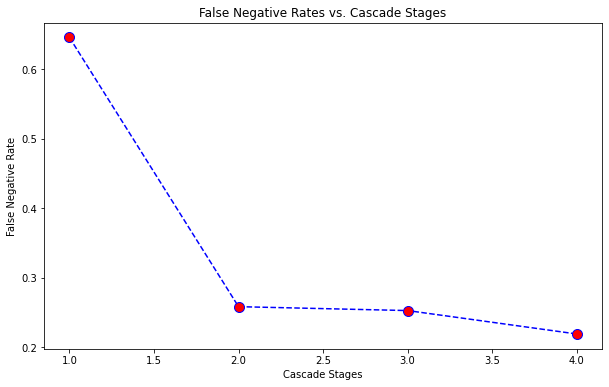 False Negative Rates vs. Cascade Stages
0.6
0.5
0.4
0.3
0.2
False Negative Rate
1.0 1.5 2.0 2.5 3.0 3.5 4.0
Cascade Stages